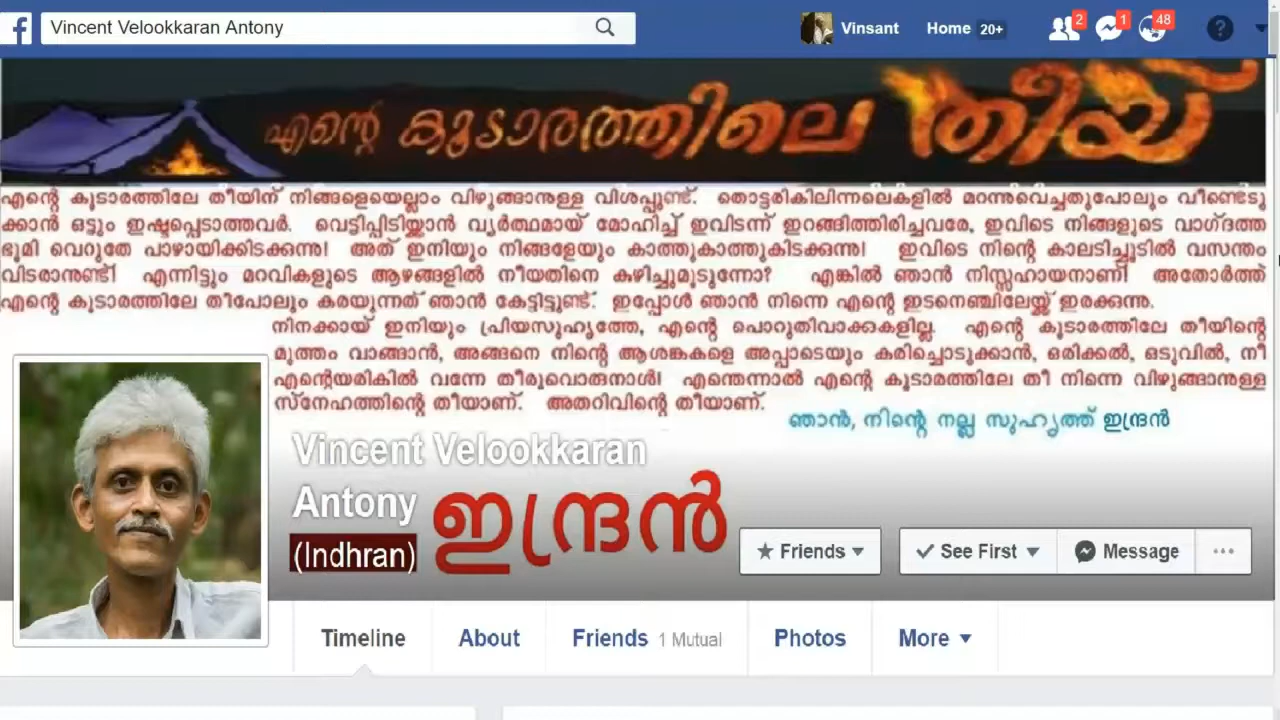 f
Vincent Velookkaran Antony
Vinsant
Home 20+
2
1
48
?
എന്റെ കൂടാരത്തിലെ തീയ്
എന്റെ കൂടാരത്തിലേ തീയിന് നിങ്ങളെയെല്ലാം വിഴുങ്ങാനുള്ള വിശപ്പുണ്ട്. തൊട്ടരികിലിന്നലെകളിൽ മറന്നുവെച്ചതുപോലും വീണ്ടെടു
ക്കാൻ ഒട്ടും ഇഷ്ടപ്പെടാത്തവർ. വെട്ടിപ്പിടിയ്ക്കാൻ വ്യർത്ഥമായ് മോഹിച്ച് ഇവിടന്ന് ഇറങ്ങിത്തിരിച്ചവരേ, ഇവിടെ നിങ്ങളുടെ വാഗ്ദത്ത
ഭൂമി വെറുതേ പാഴായിക്കിടക്കുന്നു! അത് ഇനിയും നിങ്ങളേയും കാത്തുകാത്തുകിടക്കുന്നു! ഇവിടെ നിന്റെ കാലടിച്ചൂടിൽ വസന്തം
വിടരാനുണ്ട്! എന്നിട്ടും മറവികളുടെ ആഴങ്ങളിൽ നീയതിനെ കുഴിച്ചുമൂടുന്നോ? എങ്കിൽ ഞാൻ നിസ്സഹായനാണ്! അതോർത്ത്
എന്റെ കൂടാരത്തിലേ തീപോലും കരയുന്നത് ഞാൻ കേട്ടിട്ടുണ്ട്. ഇപ്പോൾ ഞാൻ നിന്നെ എന്റെ ഇടനെഞ്ചിലേയ്ക്ക് ഇരക്കുന്നു.
നിനക്കായ് ഇനിയും പ്രിയസുഹൃത്തേ, എന്റെ പൊറുതിവാക്കുകളില്ല. എന്റെ കൂടാരത്തിലേ തീയിന്റെ
മുത്തം വാങ്ങാൻ, അങ്ങനെ നിന്റെ ആശങ്കകളെ അപ്പാടെയും കരിച്ചൊടുക്കാൻ, ഒരിക്കൽ, ഒടുവിൽ, നീ
എന്റെയരികിൽ വന്നേ തീരൂവൊരുനാൾ! എന്തെന്നാൽ എന്റെ കൂടാരത്തിലേ തീ നിന്നെ വിഴുങ്ങാനുള്ള
സ്നേഹത്തിന്റെ തീയാണ്. അതറിവിന്റെ തീയാണ്.
ഞാൻ, നിന്റെ നല്ല സുഹൃത്ത് ഇന്ദ്രൻ
Vincent Velookkaran
Antony
(Indhran)
ഇന്ദ്രൻ
★ Friends
See First
Message
Timeline
About
Friends 1 Mutual
Photos
More